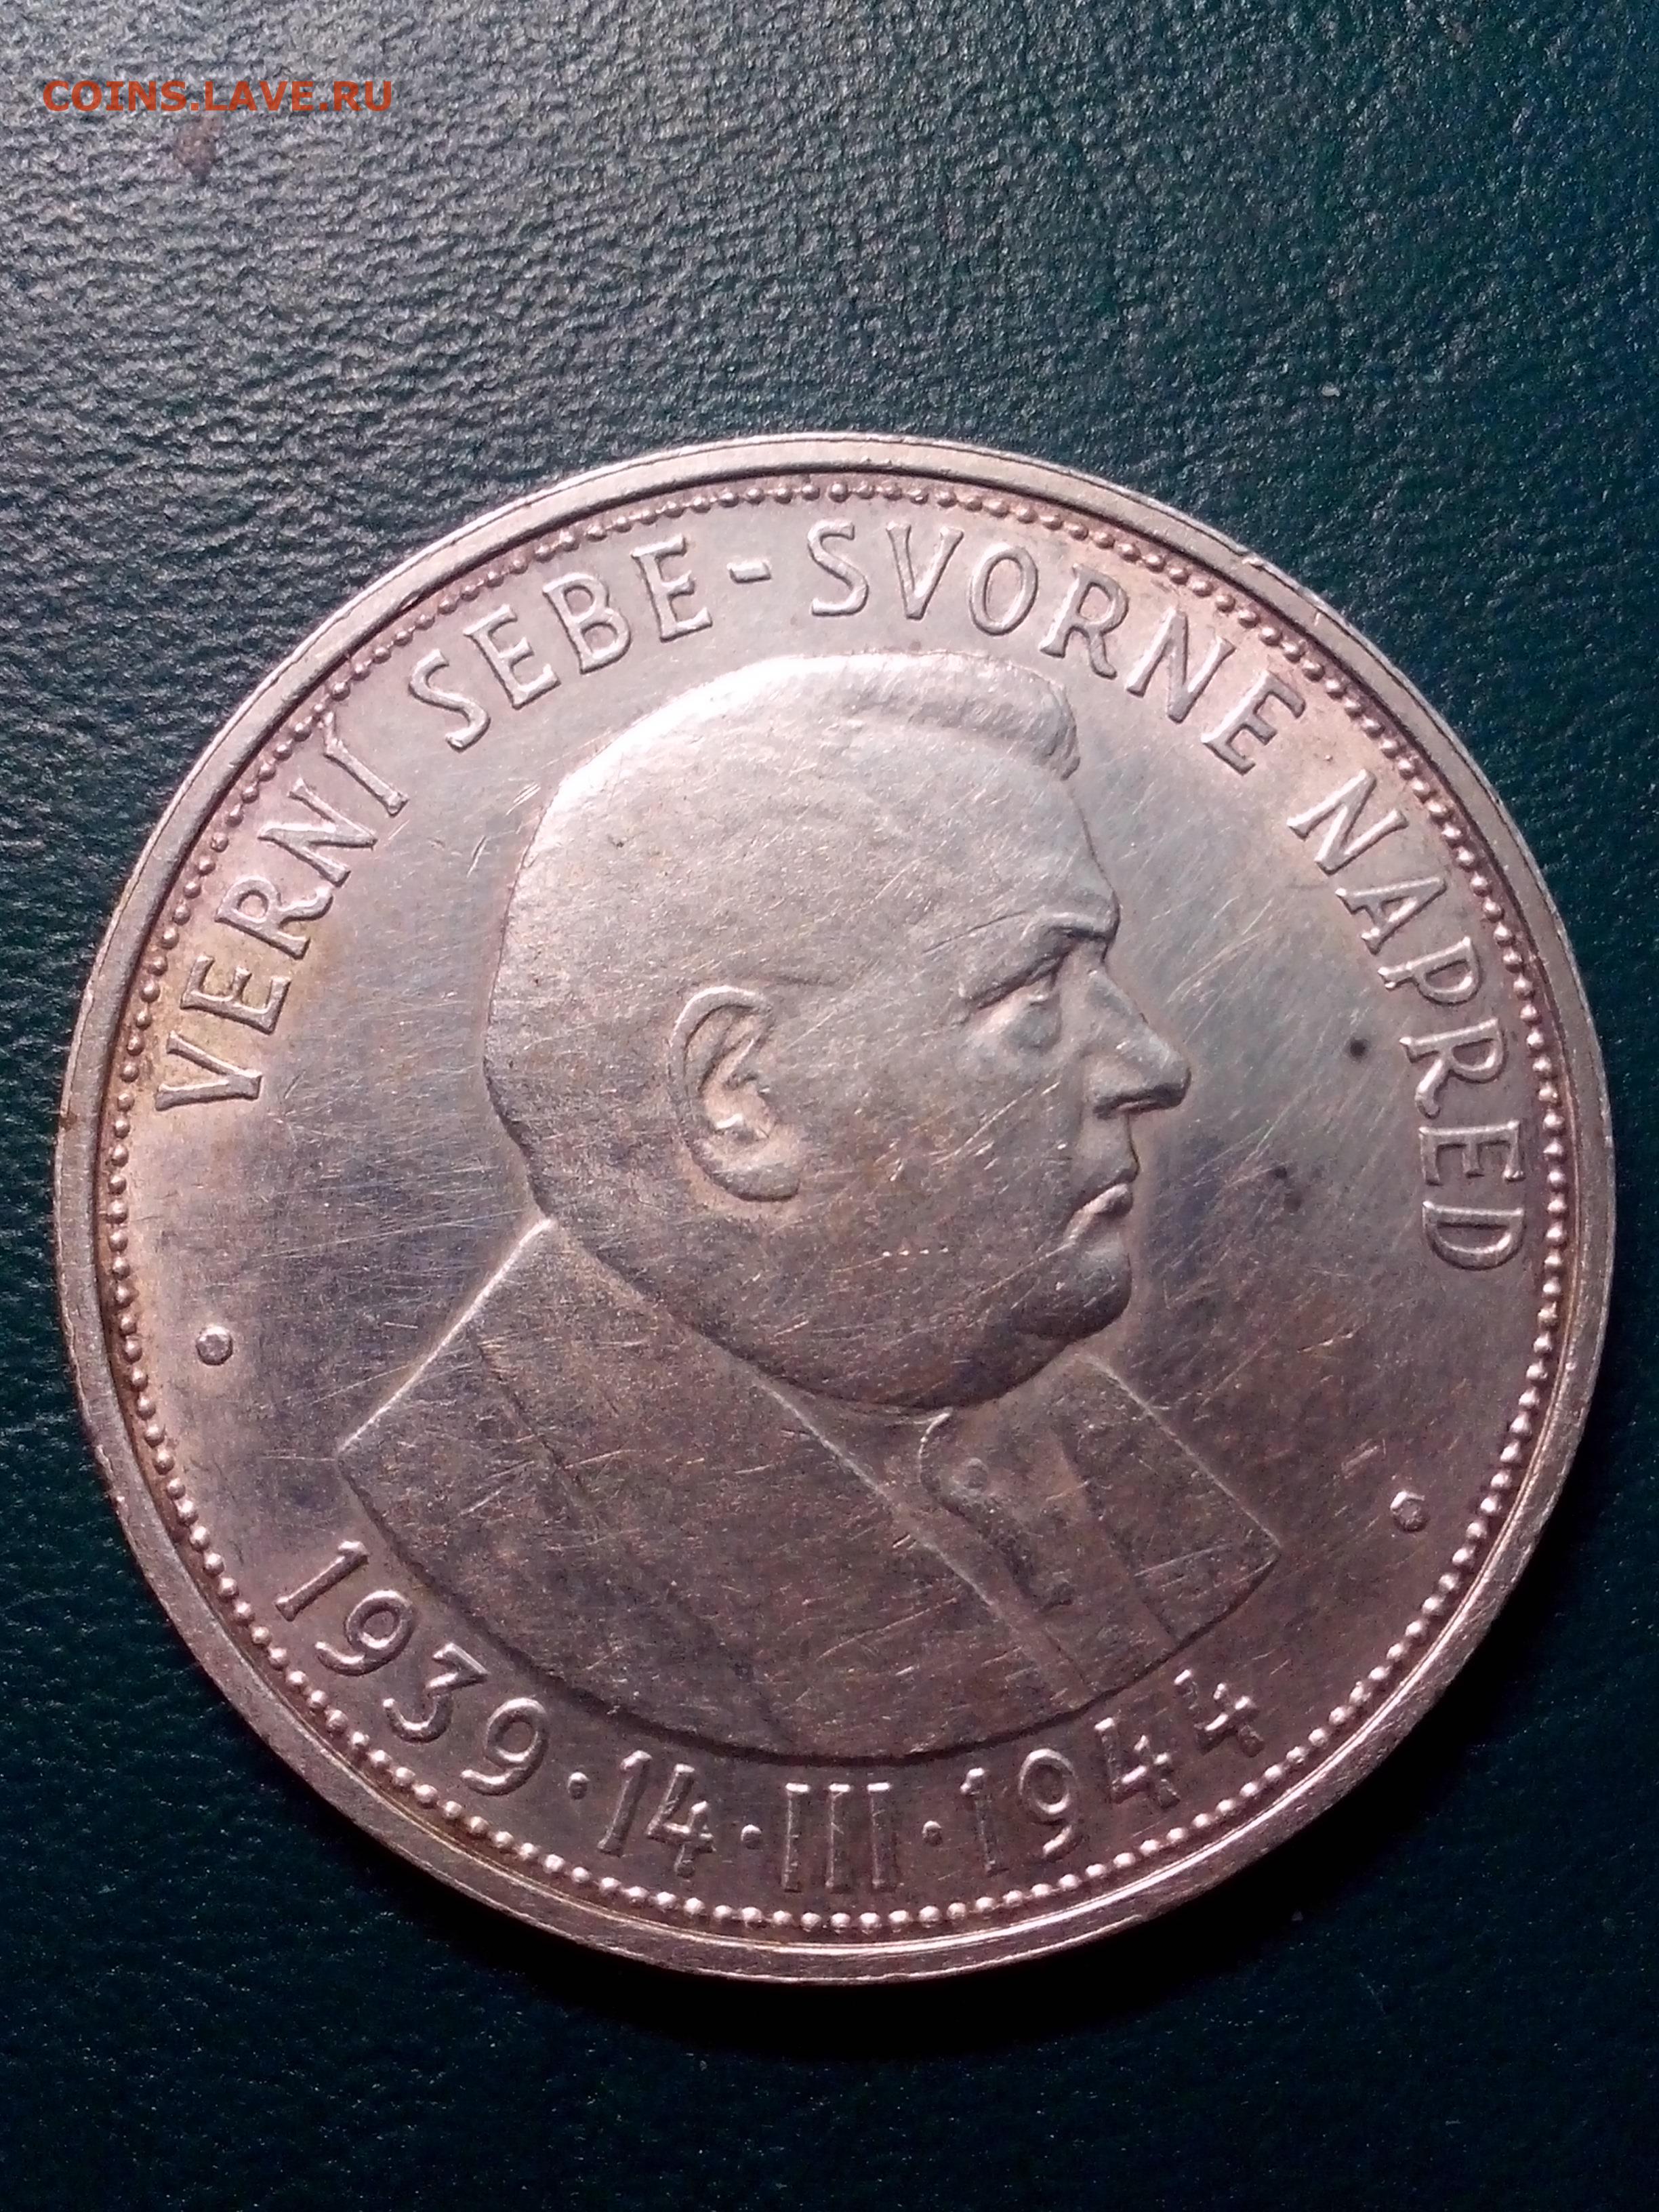 COINS.LAVE.RU
VERNÍ SEBE - SVORNE NAPRED
1939 · 14 · III · 1944